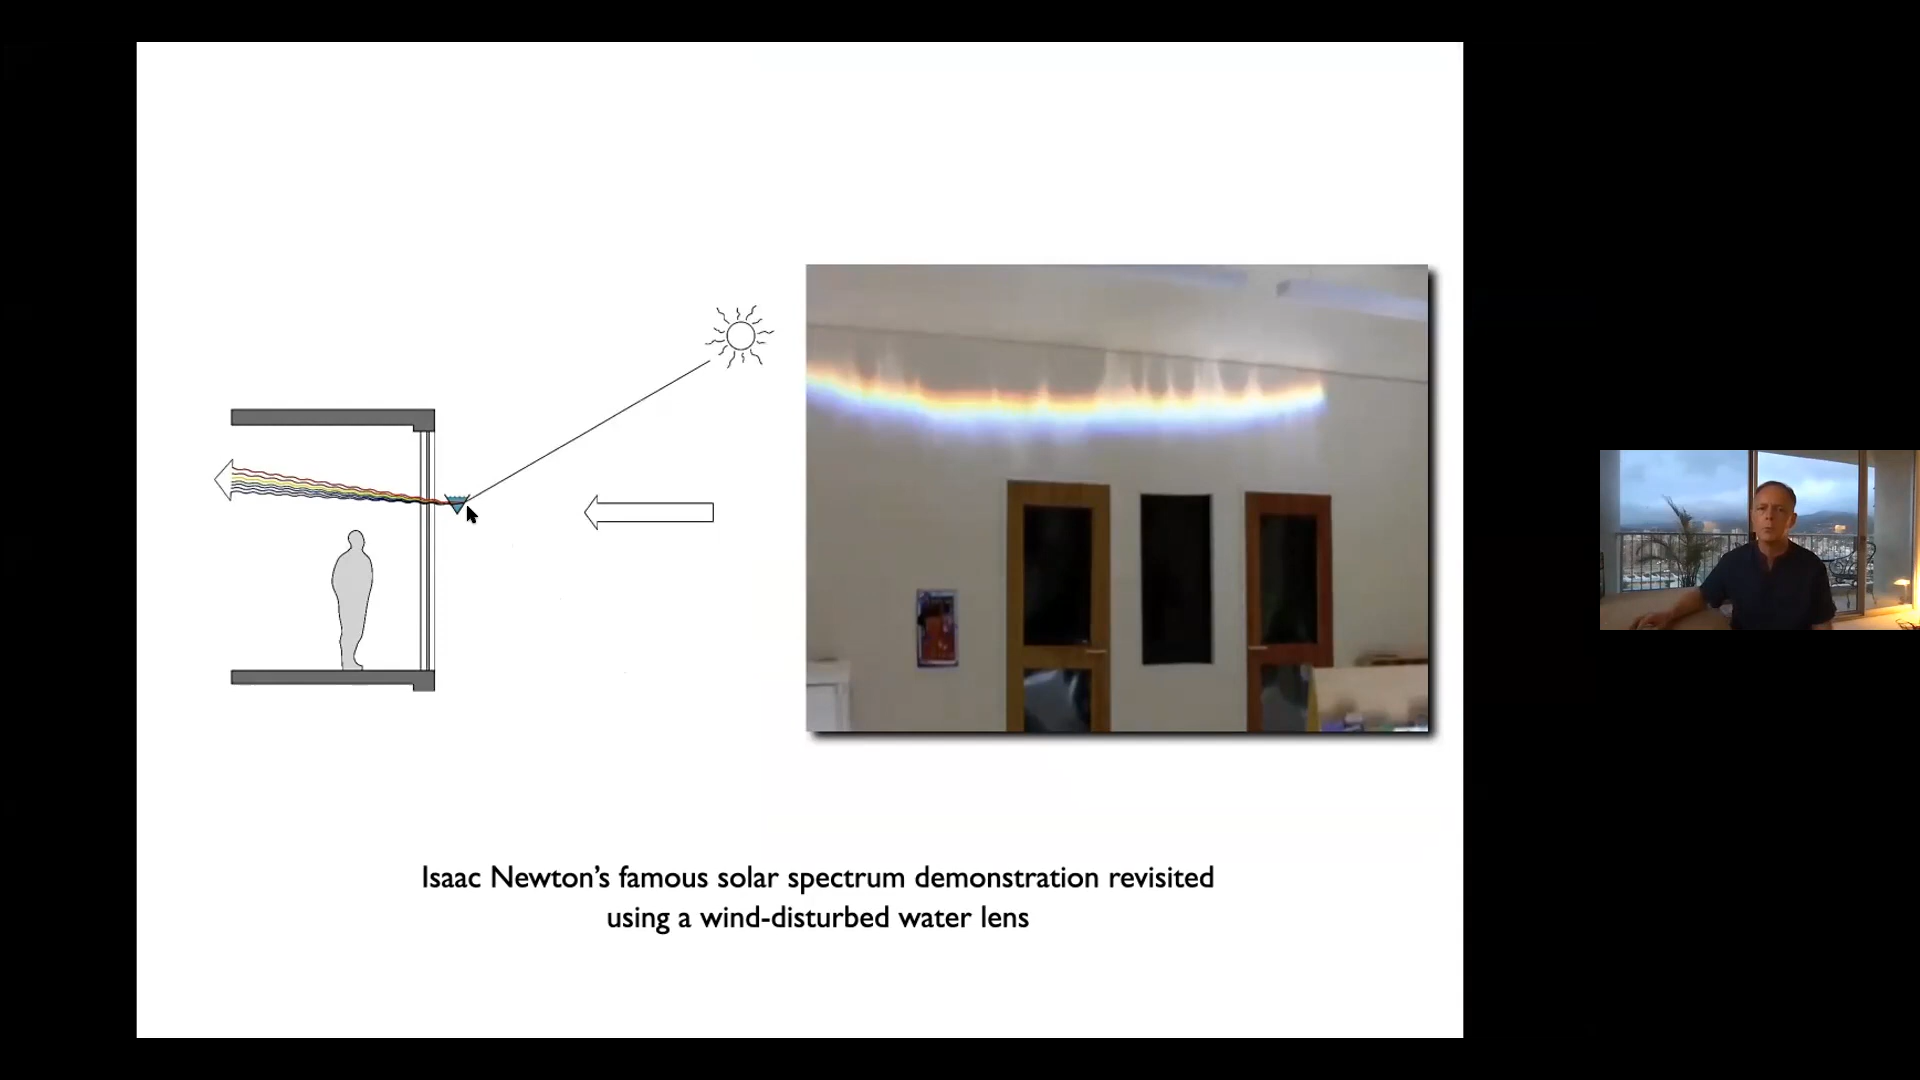 Isaac Newton’s famous solar spectrum demonstration revisited
using a wind-disturbed water lens